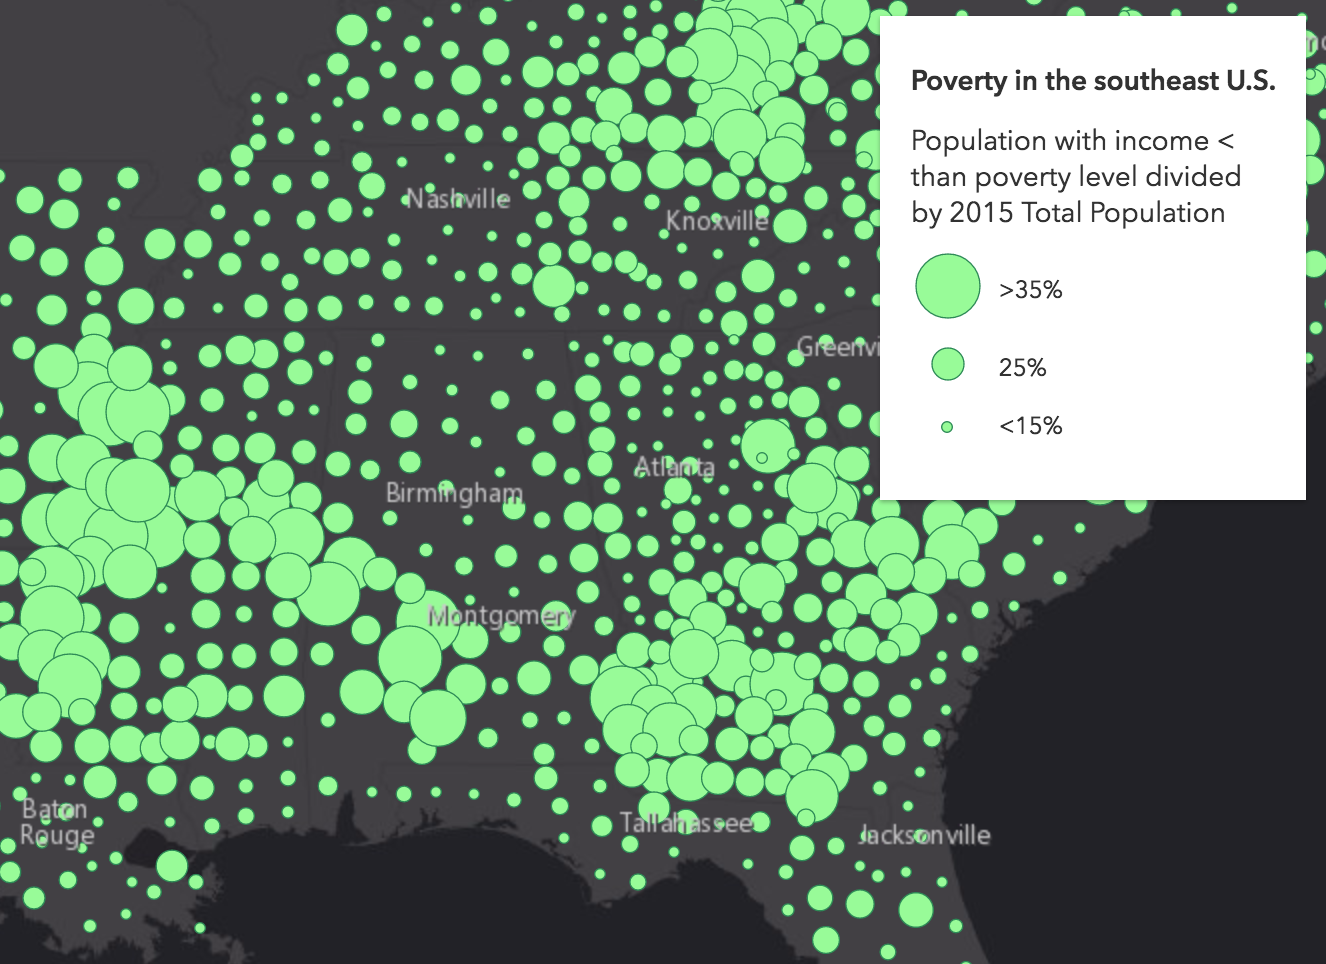 Poverty in the southeast U.S.
Population with income <
than poverty level divided
by 2015 Total Population
>35%
25%
<15%
Nashville
Knoxville
Greenvi
Atlanta
Birmingham
Montgomery
Baton
Rouge
Tallahassee
Jacksonville